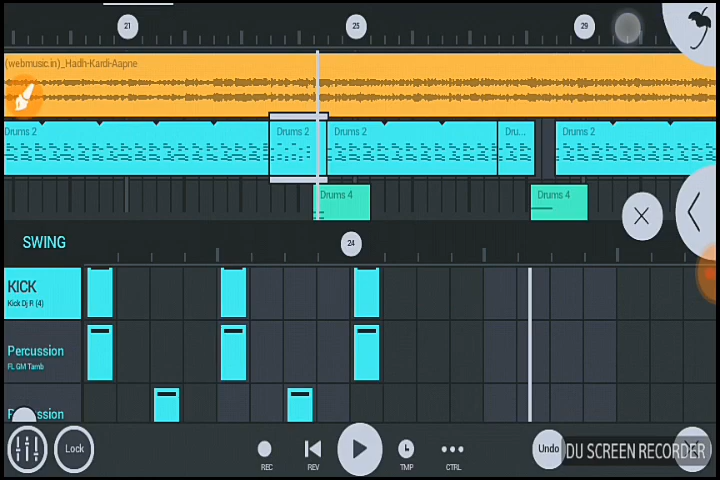 21
25
29
(webmusic.in)_Hadh-Kardi-Aapne
Drums 2
Drums 2
Drums 2
Dru...
Drums 2
Drums 4
Drums 4
SWING
24
KICK
Kick Dj R (4)
Percussion
FL GM Tamb
Lock
REC
REV
TMP
CTRL
Undo
DU SCREEN RECORDER